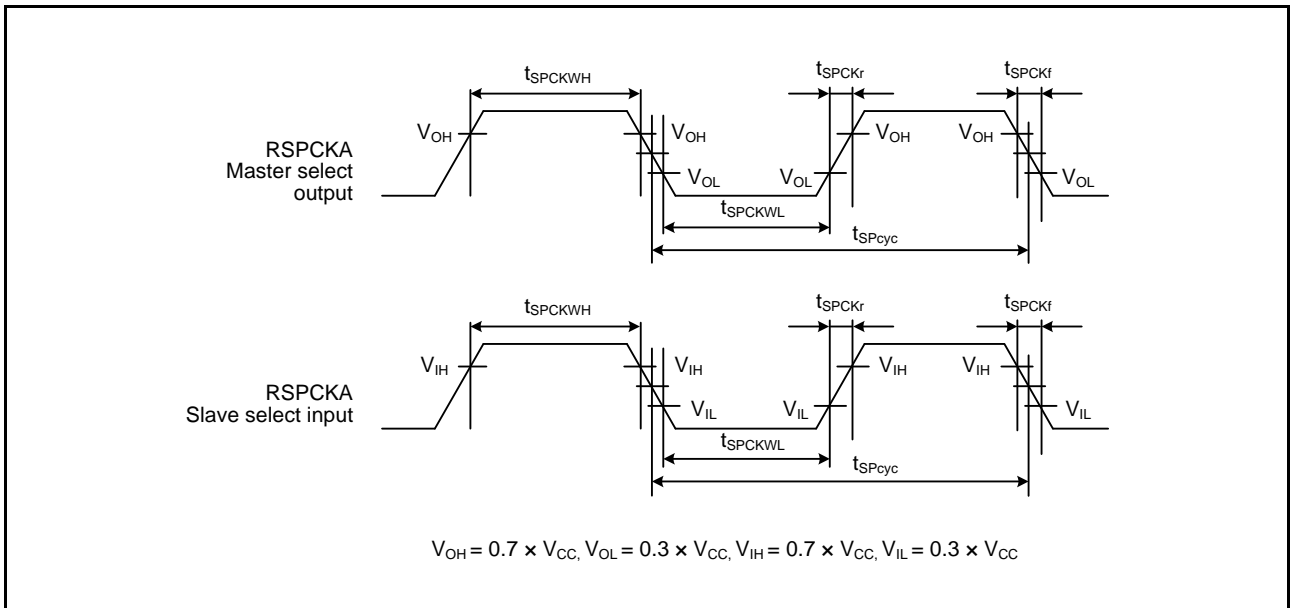 tSPCKWH tSPCKr tSPCKf
VOH VOH VOH VOH
RSPCKA
Master select
output
VOL VOL VOL
tSPCKWL
tSPcyc
tSPCKWH tSPCKr tSPCKf
VIH VIH VIH VIH
RSPCKA
Slave select input
VIL VIL VIL
tSPCKWL
tSPcyc
VOH = 0.7 × VCC, VOL = 0.3 × VCC, VIH = 0.7 × VCC, VIL = 0.3 × VCC